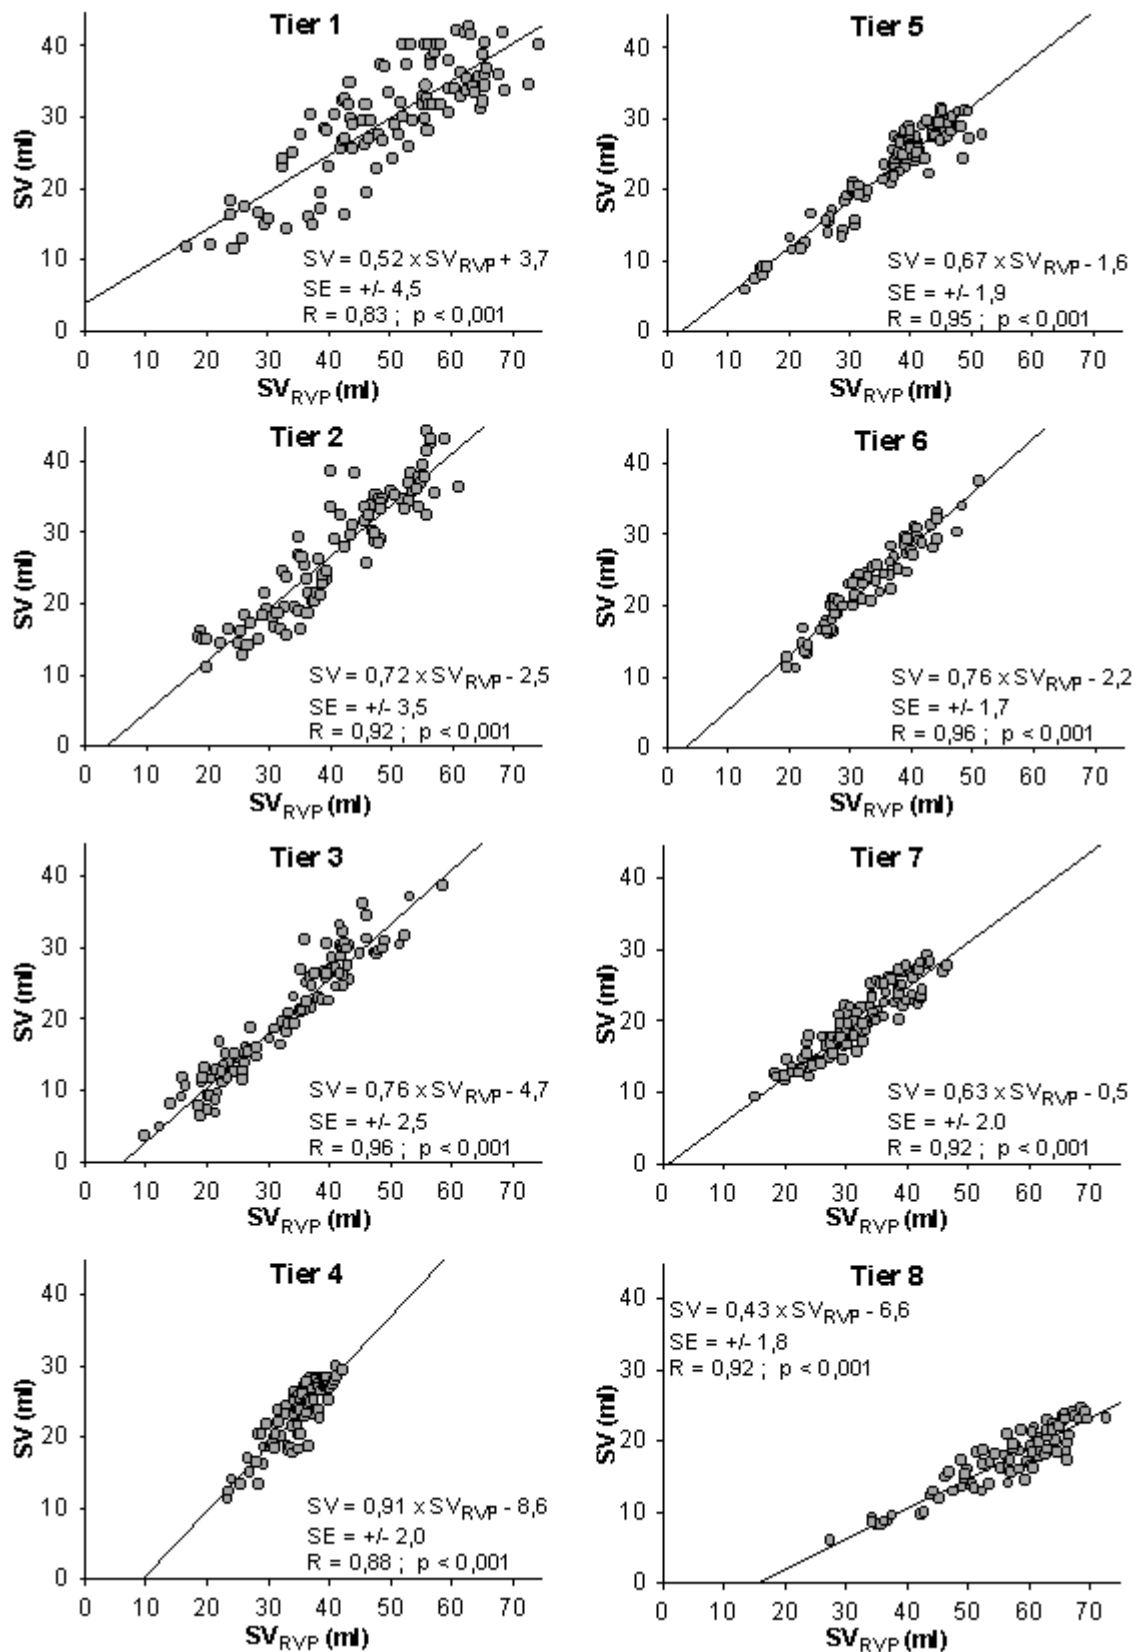 Tier 1
40
30
20
10
0
SV (ml)
SV = 0,52 x SVRVP + 3,7
SE = +/- 4,5
R = 0,83 ; p < 0,001
0 10 20 30 40 50 60 70
SVRVP (ml)
Tier 5
40
30
20
10
0
SV (ml)
SV = 0,67 x SVRVP - 1,6
SE = +/- 1,9
R = 0,95 ; p < 0,001
0 10 20 30 40 50 60 70
SVRVP (ml)
Tier 2
40
30
20
10
0
SV (ml)
SV = 0,72 x SVRVP - 2,5
SE = +/- 3,5
R = 0,92 ; p < 0,001
0 10 20 30 40 50 60 70
SVRVP (ml)
Tier 6
40
30
20
10
0
SV (ml)
SV = 0,76 x SVRVP - 2,2
SE = +/- 1,7
R = 0,96 ; p < 0,001
0 10 20 30 40 50 60 70
SVRVP (ml)
Tier 3
40
30
20
10
0
SV (ml)
SV = 0,76 x SVRVP - 4,7
SE = +/- 2,5
R = 0,96 ; p < 0,001
0 10 20 30 40 50 60 70
SVRVP (ml)
Tier 7
40
30
20
10
0
SV (ml)
SV = 0,63 x SVRVP - 0,5
SE = +/- 2.0
R = 0,92 ; p < 0,001
0 10 20 30 40 50 60 70
SVRVP (ml)
Tier 4
40
30
20
10
0
SV (ml)
SV = 0,91 x SVRVP - 8,6
SE = +/- 2,0
R = 0,88 ; p < 0,001
0 10 20 30 40 50 60 70
SVRVP (ml)
Tier 8
SV = 0,43 x SVRVP - 6,6
SE = +/- 1,8
R = 0,92 ; p < 0,001
40
30
20
10
0
SV (ml)
0 10 20 30 40 50 60 70
SVRVP (ml)